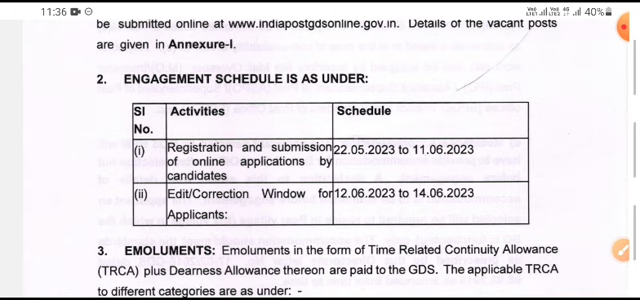 11:36
40%
be submitted online at www.indiapostgdsonline.gov.in. Details of the vacant posts
are given in Annexure-I.
2. ENGAGEMENT SCHEDULE IS AS UNDER:
Sl No.
Activities
Schedule
(i)
Registration and submission
of online applications by
candidates
22.05.2023 to 11.06.2023
(ii)
Edit/Correction Window for
Applicants:
12.06.2023 to 14.06.2023
3. EMOLUMENTS: Emoluments in the form of Time Related Continuity Allowance
(TRCA) plus Dearness Allowance thereon are paid to the GDS. The applicable TRCA
to different categories are as under: -